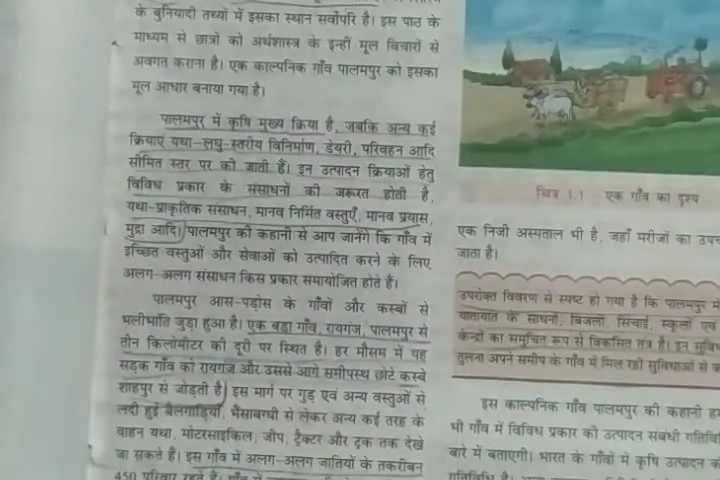 के बुनियादी तथ्यों में इसका स्थान सर्वोपरि है। इस पाठ के
माध्यम से छात्रों को अर्थशास्त्र के इन्हीं मूल विचारों से
अवगत कराना है। एक काल्पनिक गाँव पालमपुर को इसका
मूल आधार बनाया गया है।
पालमपुर में कृषि मुख्य क्रिया है, जबकि अन्य कई
क्रियाएं यथा-लघु-स्तरीय विनिर्माण, डेयरी, परिवहन आदि
सीमित स्तर पर की जाती हैं। इन उत्पादन क्रियाओं हेतु
विविध प्रकार के संसाधनों की जरूरत होती है,
यथा-प्राकृतिक संसाधन, मानव निर्मित वस्तुएँ, मानव प्रयास,
मुद्रा आदि। पालमपुर की कहानी से आप जानेंगे कि गाँव में
इच्छित वस्तुओं और सेवाओं को उत्पादित करने के लिए
अलग-अलग संसाधन किस प्रकार समायोजित होते हैं।
पालमपुर आस-पड़ोस के गाँवों और कस्बों से
भलीभाँति जुड़ा हुआ है। एक बड़ा गाँव, रायगंज, पालमपुर से
तीन किलोमीटर की दूरी पर स्थित है। हर मौसम में यह
सड़क गाँव को रायगंज और उससे आगे समीपस्थ छोटे कस्बे
शाहपुर से जोड़ती है। इस मार्ग पर गुड़ एवं अन्य वस्तुओं से
लदी हुई बैलगाड़ियाँ, भैंसाबग्घी से लेकर अन्य कई तरह के
वाहन यथा, मोटरसाइकिल, जीप, ट्रैक्टर और ट्रक तक देखे
जा सकते हैं। इस गाँव में अलग-अलग जातियों के तकरीबन
450 परिवार रहते हैं। गाँव में
चित्र 1.1 एक गाँव का दृश्य
एक निजी अस्पताल भी है, जहाँ मरीजों का उपच
जाता है।
उपरोक्त विवरण से स्पष्ट हो गया है कि पालमपुर में
यातायात के साधनों, बिजली, सिंचाई, स्कूलों एवं
केन्द्रों का समुचित रूप से विकसित तंत्र है। इन सुविध
तुलना अपने समीप के गाँव में मिल रही सुविधाओं से क
इस काल्पनिक गाँव पालमपुर की कहानी हम
भी गाँव में विविध प्रकार की उत्पादन संबंधी गतिवि
बारे में बताएगी। भारत के गाँवों में कृषि उत्पादन क
गतिविधि है।